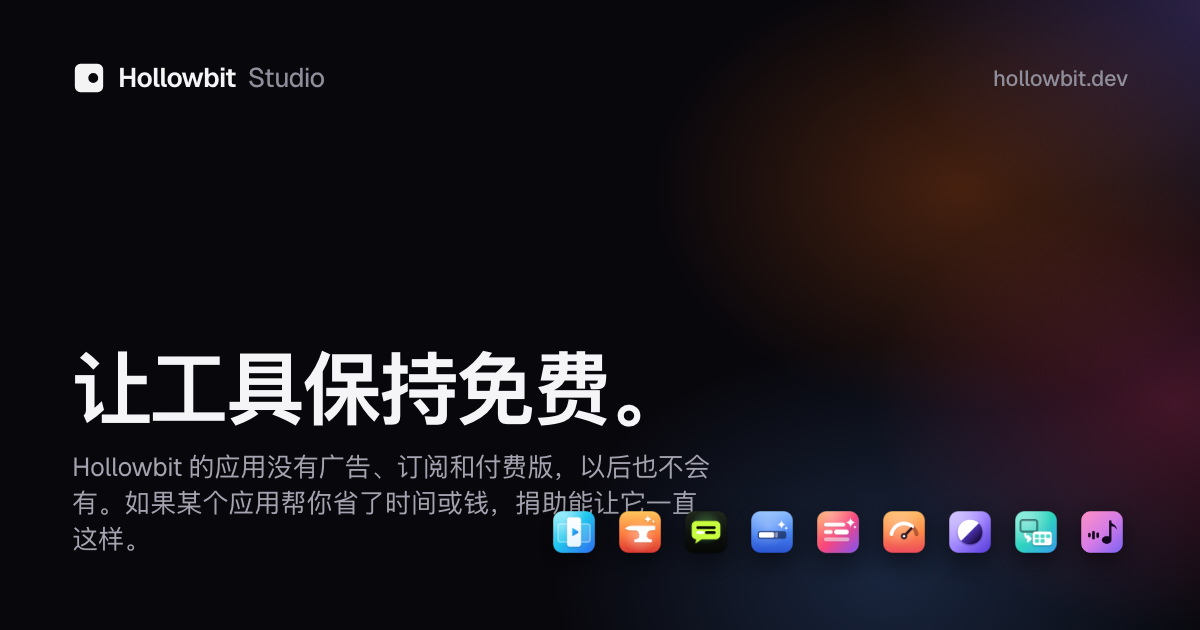 Hollowbit Studio
hollowbit.dev
让工具保持免费。
Hollowbit 的应用没有广告、订阅和付费版，以后也不会
有。如果某个应用帮你省了时间或钱，捐助能让它一直
这样。